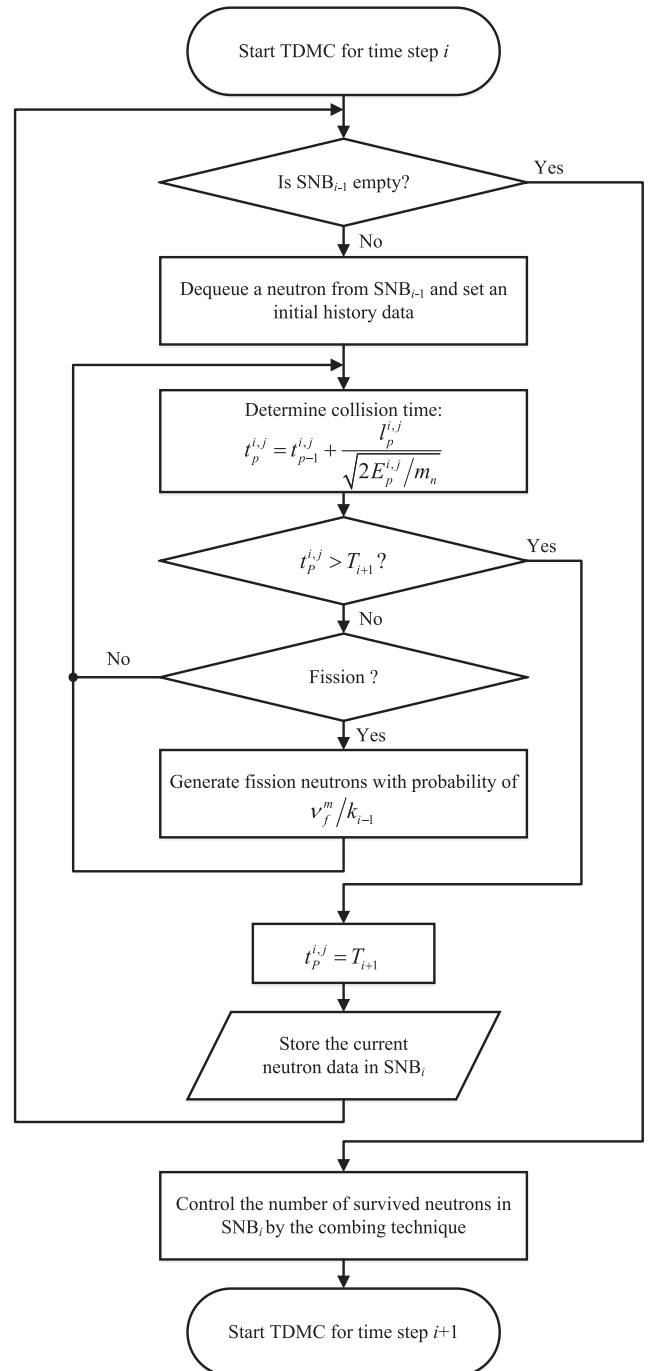 Start TDMC for time step i
Is SNB_{i-1} empty?
Yes
No
Dequeue a neutron from SNB_{i-1} and set an
initial history data
Determine collision time:
t_p^{i,j} = t_{p-1}^{i,j} + \frac{l_p^{i,j}}{\sqrt{2E_p^{i,j}/m_n}}
t_P^{i,j} > T_{i+1} ?
Yes
No
Fission ?
No
Yes
Generate fission neutrons with probability of
ν_f^m / k_{i-1}
t_P^{i,j} = T_{i+1}
Store the current
neutron data in SNB_i
Control the number of survived neutrons in
SNB_i by the combing technique
Start TDMC for time step i+1